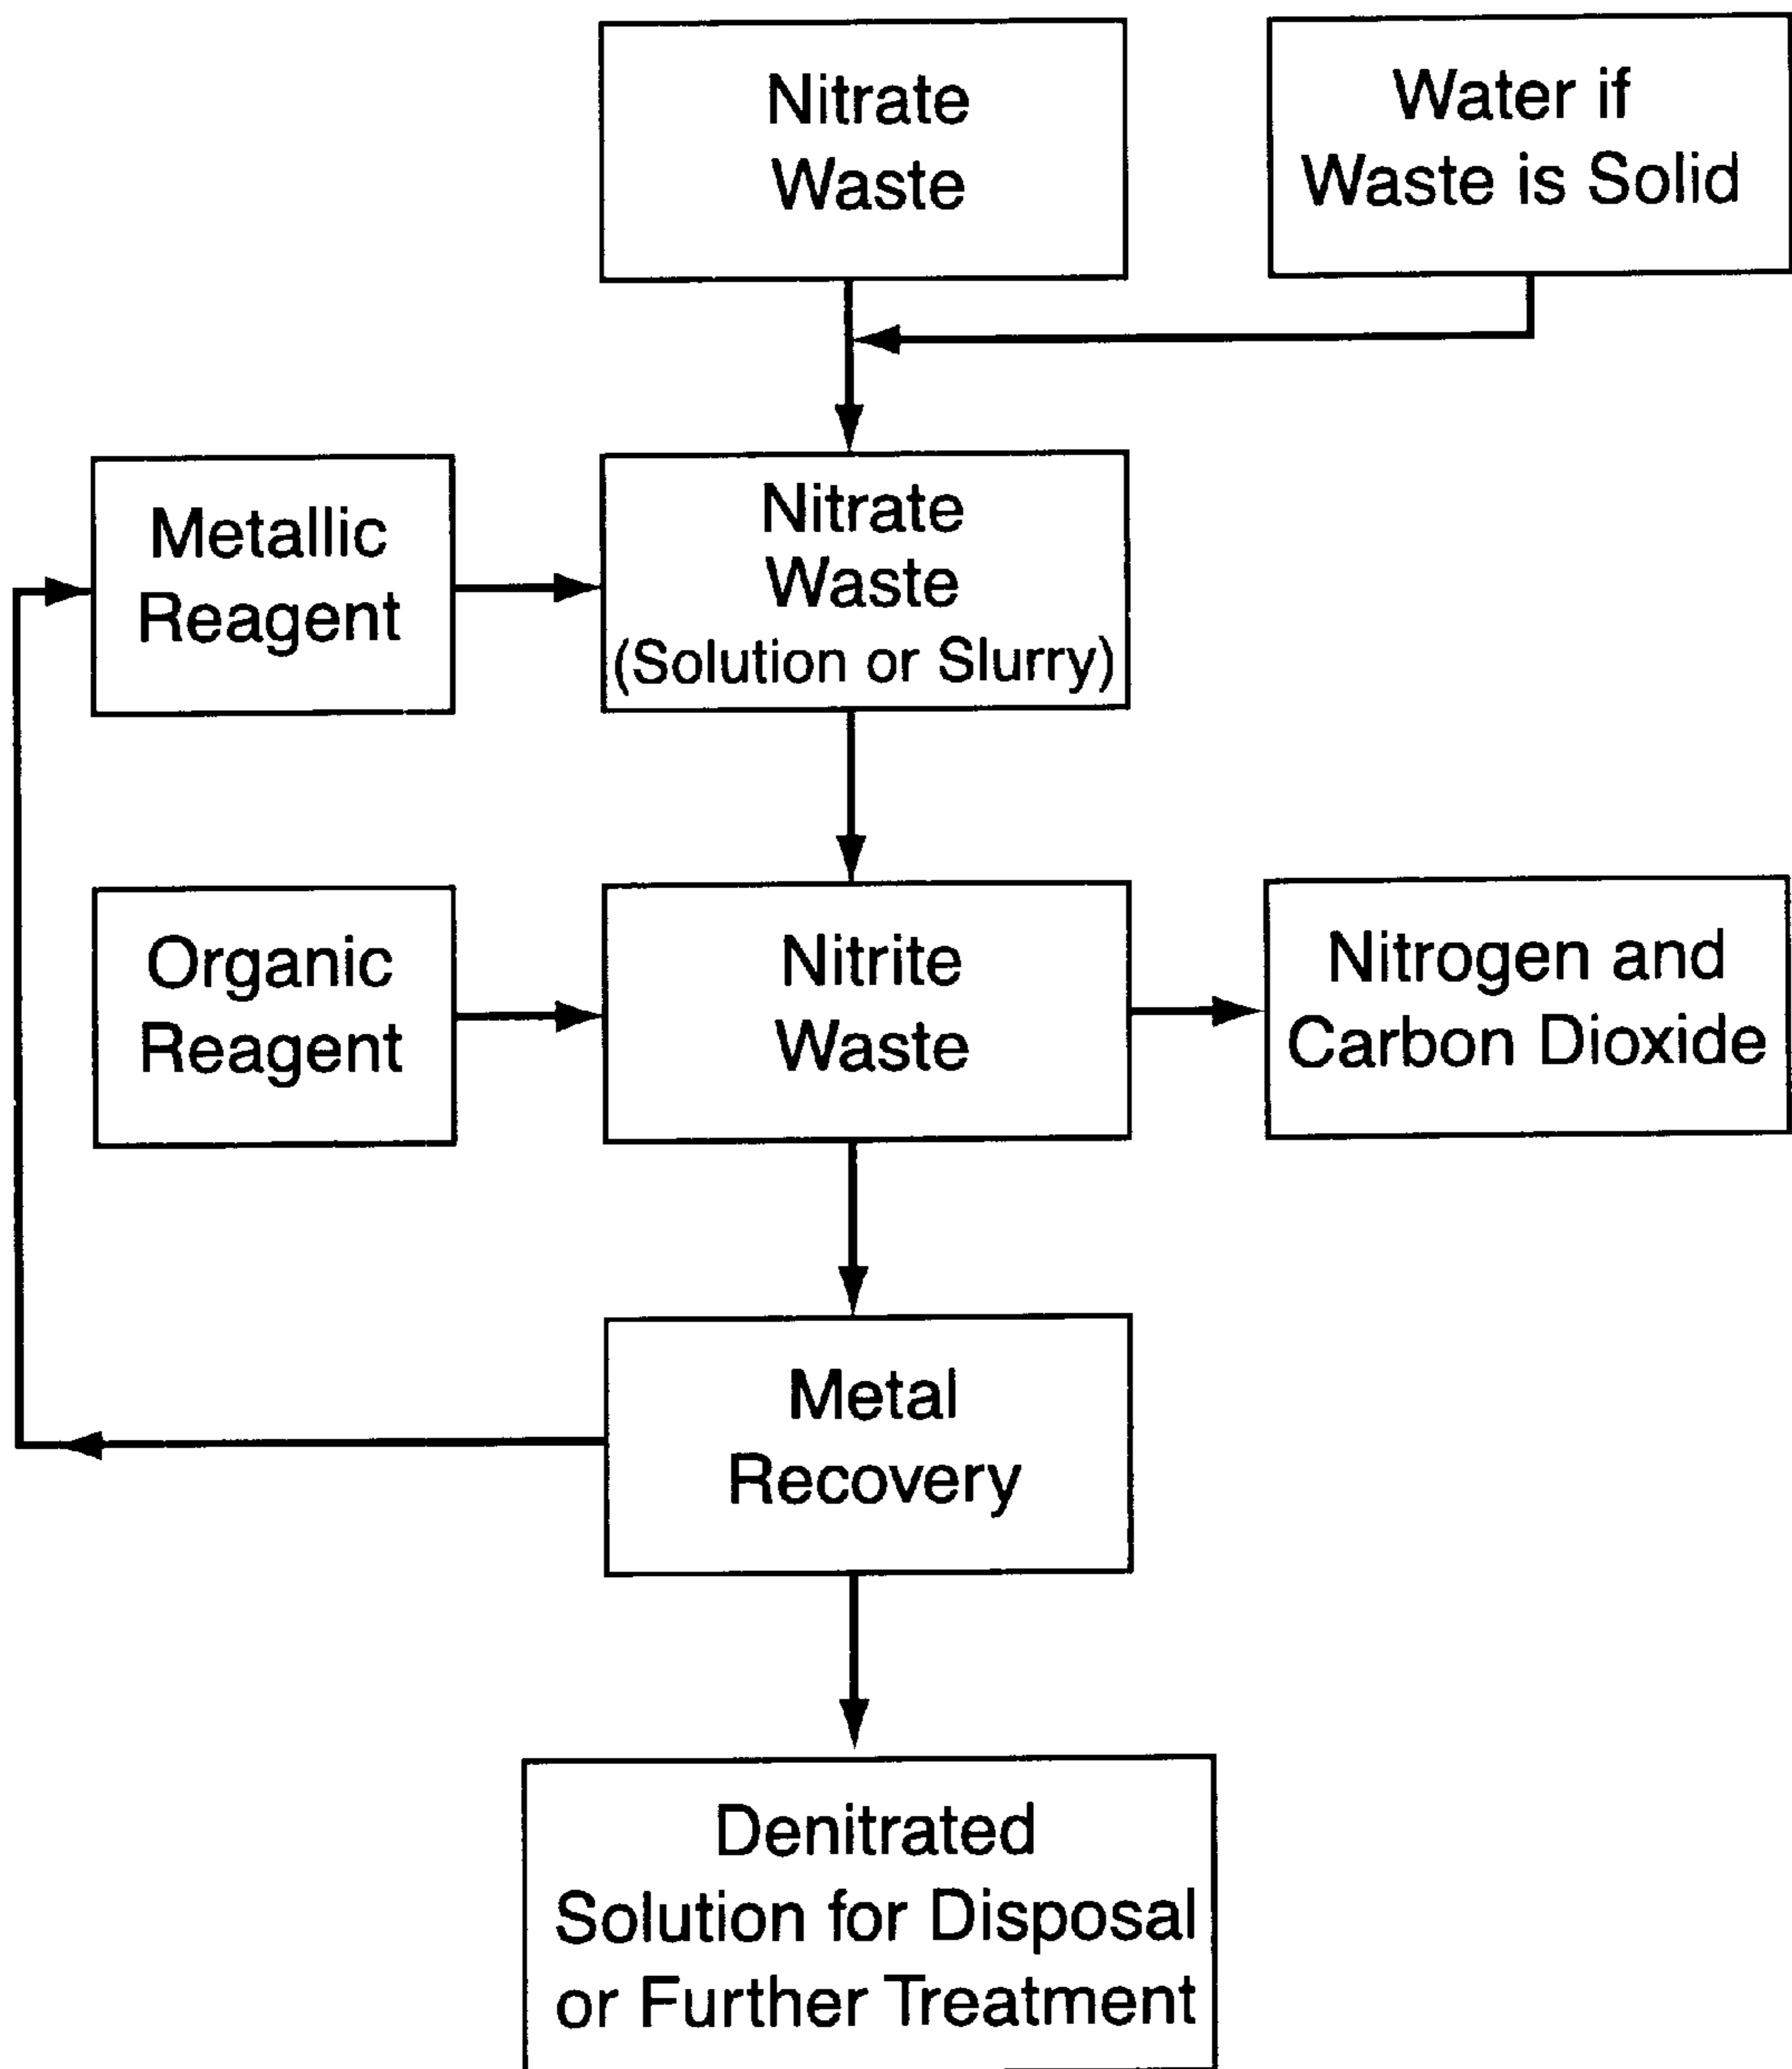 Nitrate
Waste
Water if
Waste is Solid
Metallic
Reagent
Nitrate
Waste
(Solution or Slurry)
Organic
Reagent
Nitrite
Waste
Nitrogen and
Carbon Dioxide
Metal
Recovery
Denitrated
Solution for Disposal
or Further Treatment